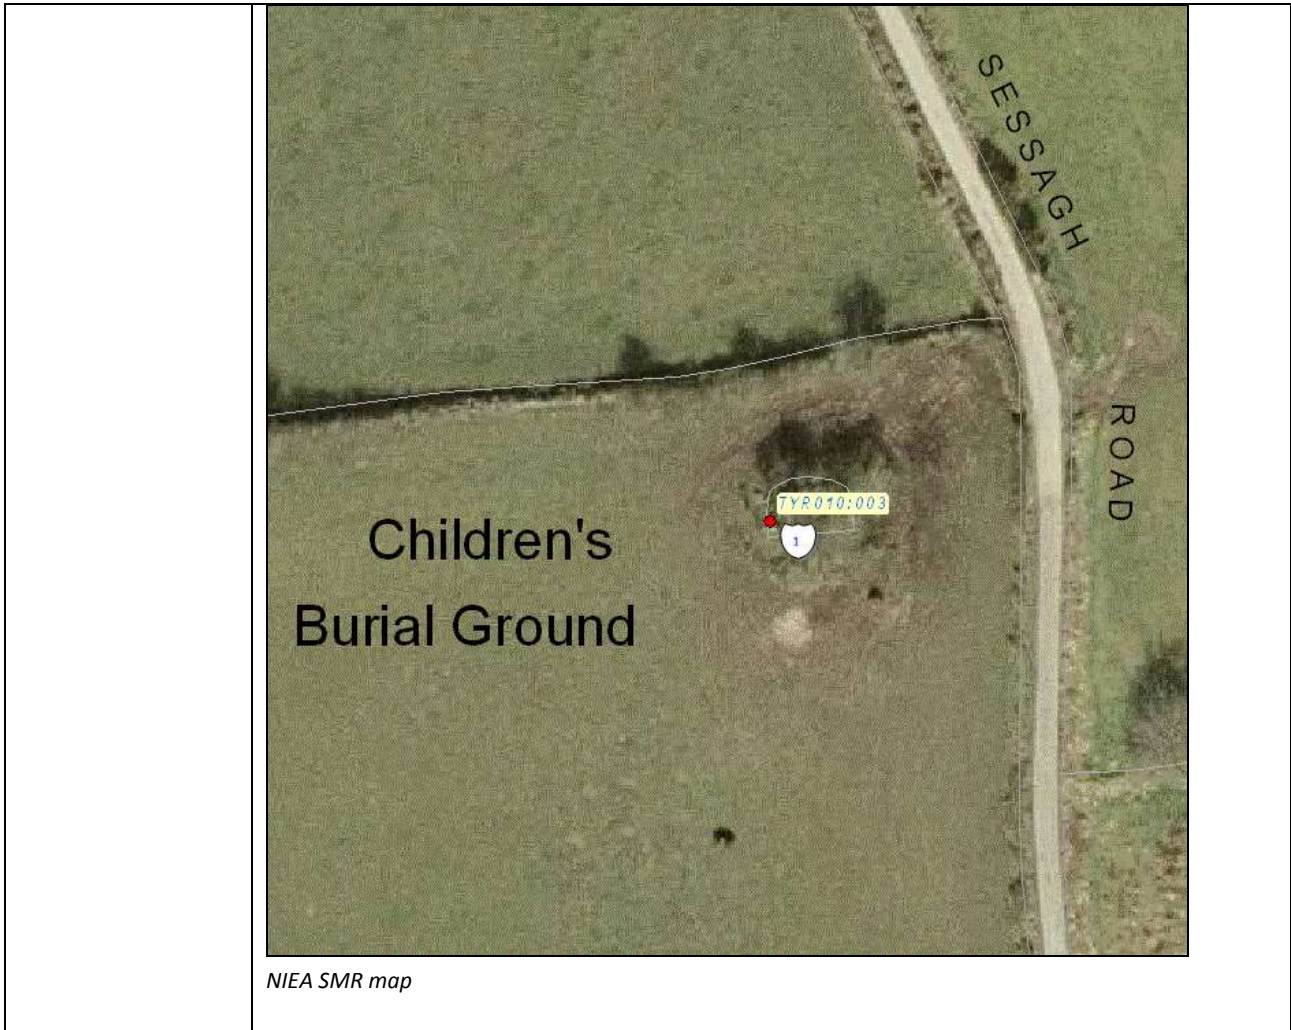 SESSAGH
ROAD
TYR010:003
1
Children's
Burial Ground
NIEA SMR map